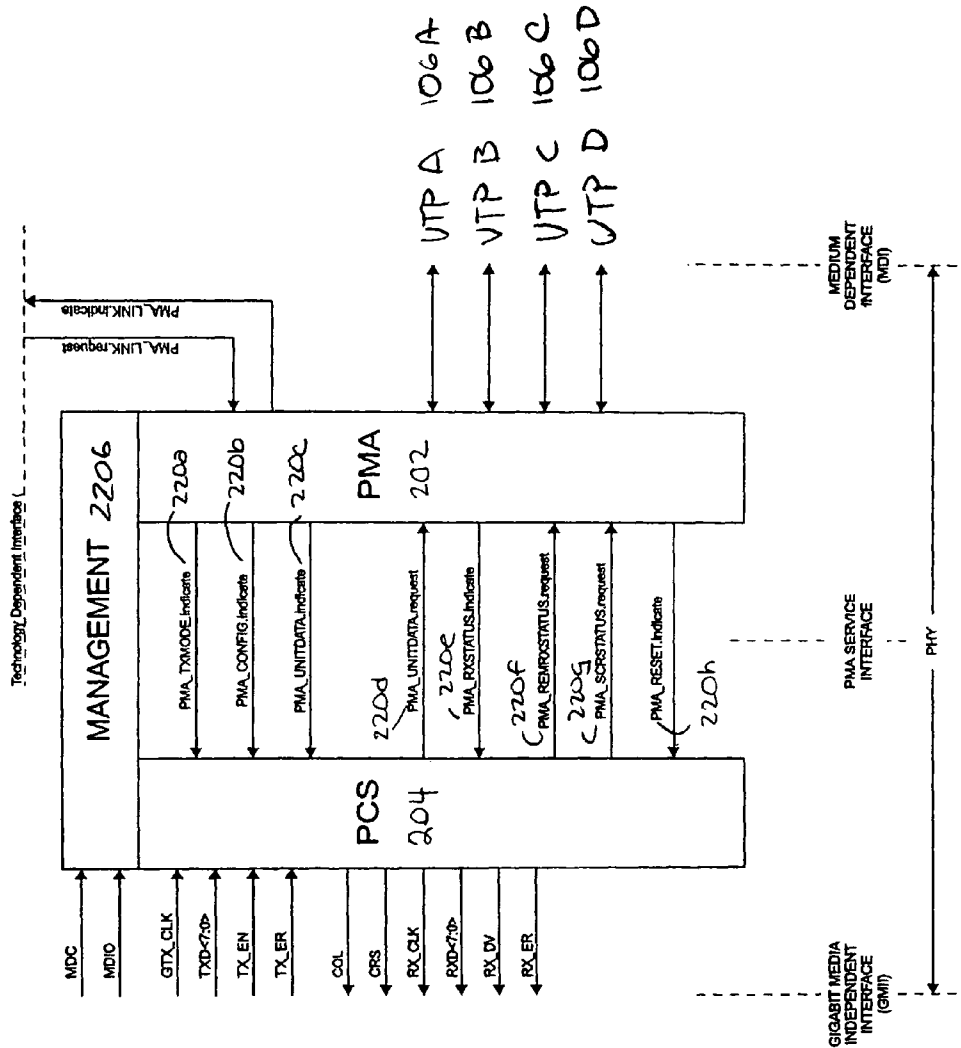 Technology Dependent Interface (
PMA_LINK.request
PMA_LINK.indicate
MANAGEMENT 2206
MDC
MDIO
GTX_CLK
TXD<7:0>
TX_EN
TX_ER
COL
CRS
RX_CLK
RXD<7:0>
RX_DV
RX_ER
PCS
204
PMA_TXMODE.indicate
220a
PMA_CONFIG.indicate
220b
PMA_UNITDATA.indicate
220c
220d
PMA_UNITDATA.request
220e
PMA_RXSTATUS.indicate
220f
PMA_REMRXSTATUS.request
220g
PMA_SCRSTATUS.request
PMA_RESET.indicate
220h
PMA
202
UTP A 106A
UTP B 106B
UTP C 106C
UTP D 106D
GIGABIT MEDIA
INDEPENDENT
INTERFACE
(GMII)
PMA SERVICE
INTERFACE
MEDIUM
DEPENDENT
INTERFACE
(MDI)
PHY